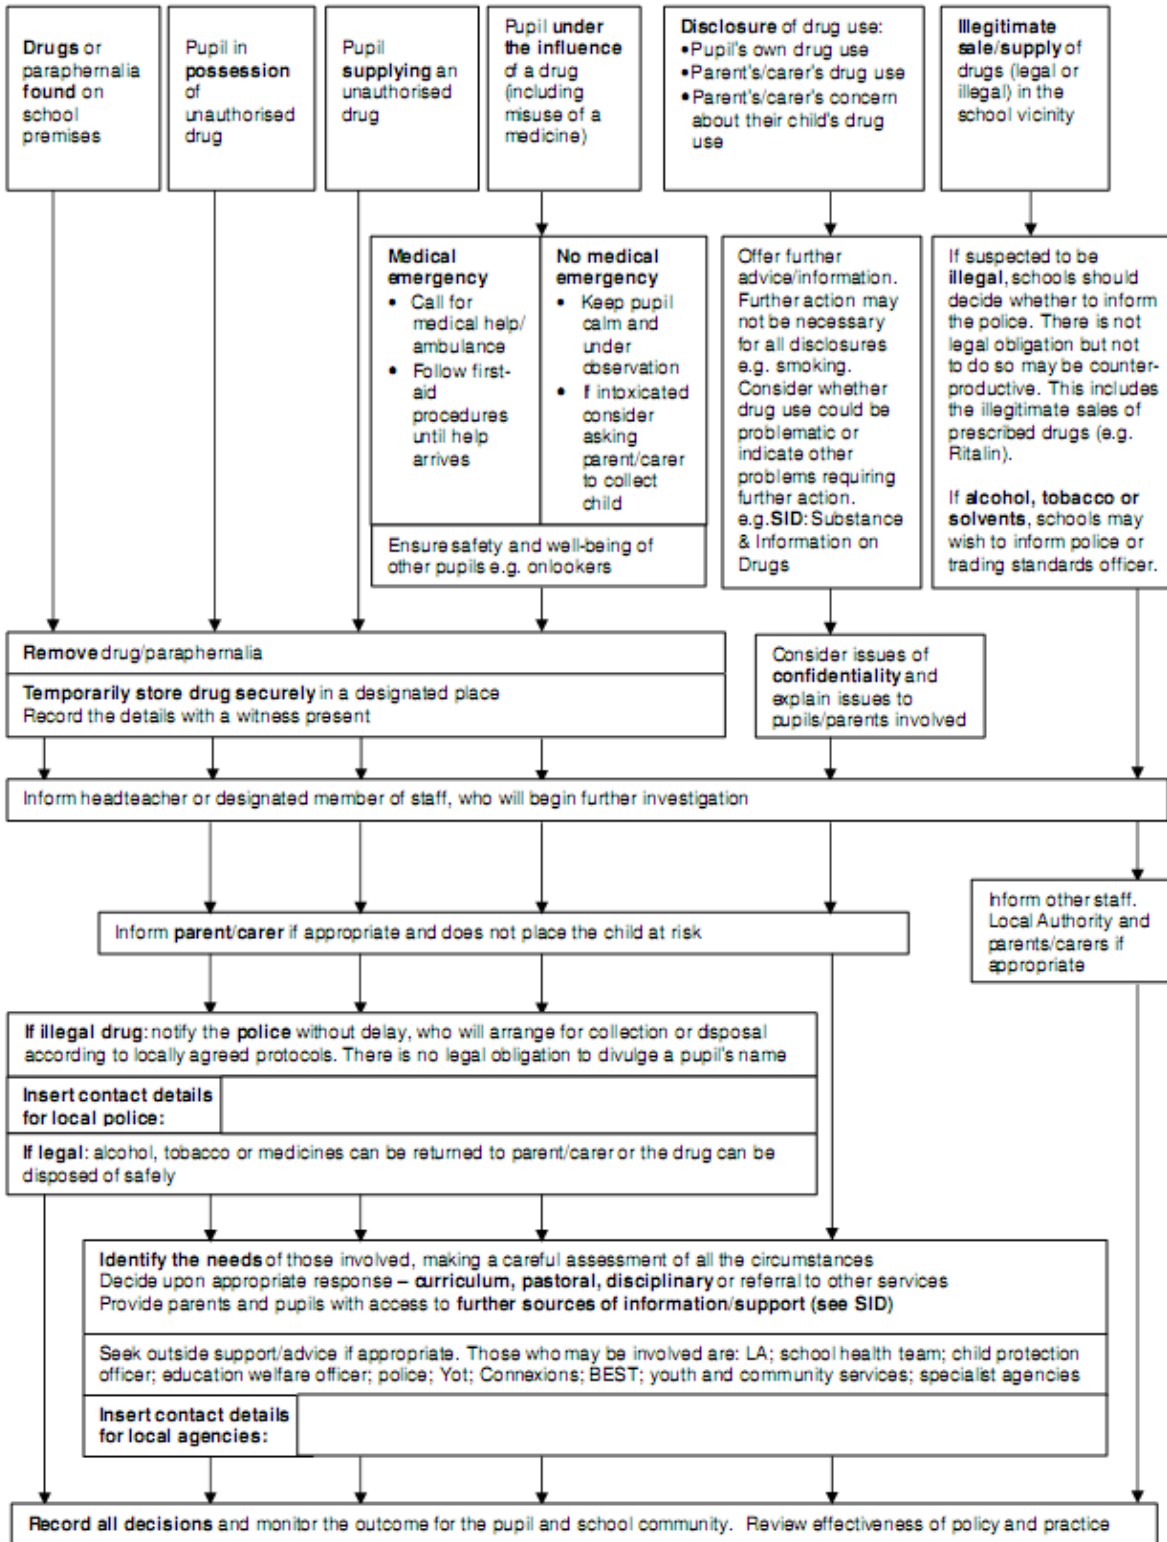 Drugs or
paraphernalia
found on
school
premises
Pupil in
possession
of
unauthorised
drug
Pupil
supplying an
unauthorised
drug
Pupil under
the influence
of a drug
(including
misuse of a
medicine)
Disclosure of drug use:
•Pupil's own drug use
•Parent's/carer's drug use
•Parent's/carer's concern
about their child's drug
use
Illegitimate
sale/supply of
drugs (legal or
illegal) in the
school vicinity
Medical
emergency
• Call for
medical help/
ambulance
• Follow first-
aid
procedures
until help
arrives
No medical
emergency
• Keep pupil
calm and
under
observation
• If intoxicated
consider
asking
parent/carer
to collect
child
Ensure safety and well-being of
other pupils e.g. onlookers
Offer further
advice/information.
Further action may
not be necessary
for all disclosures
e.g. smoking.
Consider whether
drug use could be
problematic or
indicate other
problems requiring
further action.
e.g.SID: Substance
& Information on
Drugs
If suspected to be
illegal, schools should
decide whether to inform
the police. There is not
legal obligation but not
to do so may be counter-
productive. This includes
the illegitimate sales of
prescribed drugs (e.g.
Ritalin).
If alcohol, tobacco or
solvents, schools may
wish to inform police or
trading standards officer.
Remove drug/paraphernalia
Temporarily store drug securely in a designated place
Record the details with a witness present
Consider issues of
confidentiality and
explain issues to
pupils/parents involved
Inform headteacher or designated member of staff, who will begin further investigation
Inform parent/carer if appropriate and does not place the child at risk
Inform other staff.
Local Authority and
parents/carers if
appropriate
If illegal drug: notify the police without delay, who will arrange for collection or disposal
according to locally agreed protocols. There is no legal obligation to divulge a pupil's name
Insert contact details
for local police:
If legal: alcohol, tobacco or medicines can be returned to parent/carer or the drug can be
disposed of safely
Identify the needs of those involved, making a careful assessment of all the circumstances
Decide upon appropriate response – curriculum, pastoral, disciplinary or referral to other services
Provide parents and pupils with access to further sources of information/support (see SID)
Seek outside support/advice if appropriate. Those who may be involved are: LA; school health team; child protection
officer; education welfare officer; police; Yot; Connexions; BEST; youth and community services; specialist agencies
Insert contact details
for local agencies:
Record all decisions and monitor the outcome for the pupil and school community. Review effectiveness of policy and practice